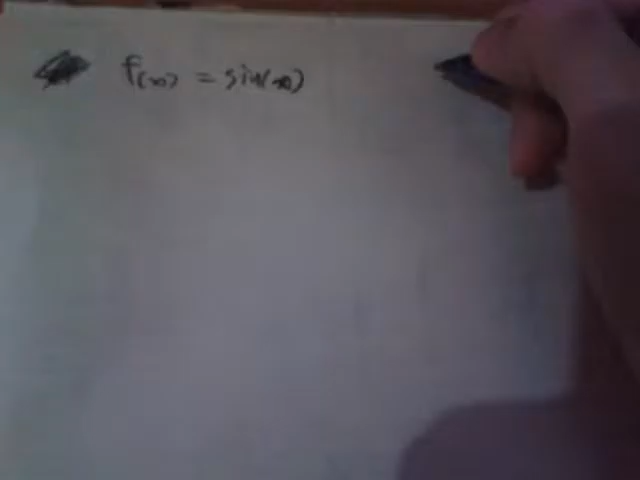 f(x) = sin(x)